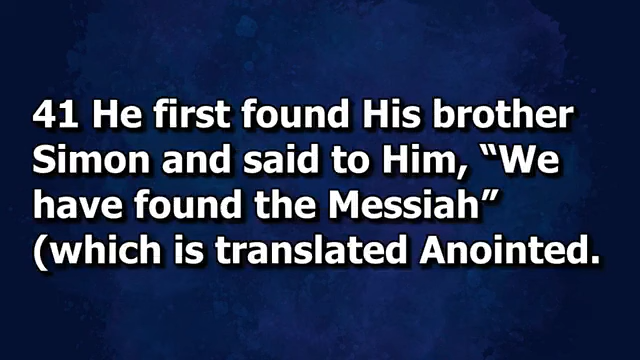 41 He first found His brother
Simon and said to Him, “We
have found the Messiah”
(which is translated Anointed.